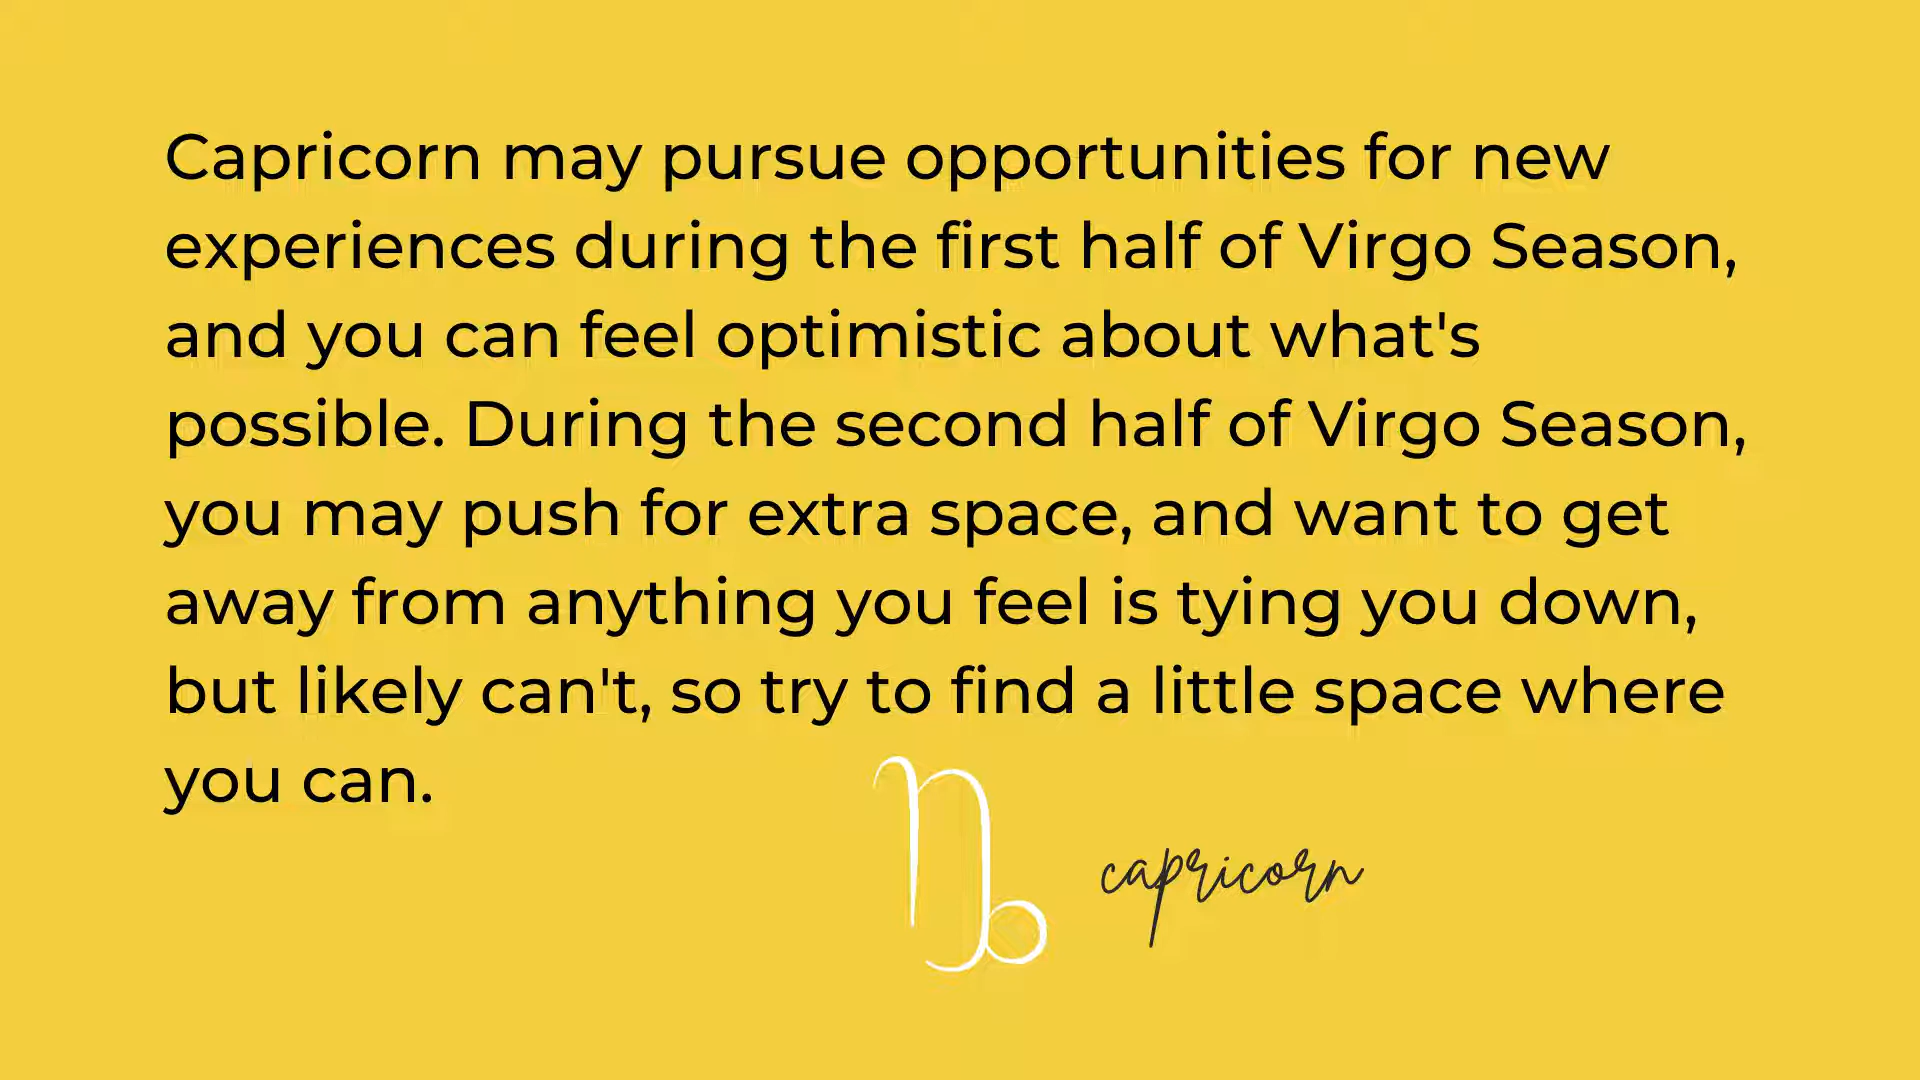 Capricorn may pursue opportunities for new
experiences during the first half of Virgo Season,
and you can feel optimistic about what's
possible. During the second half of Virgo Season,
you may push for extra space, and want to get
away from anything you feel is tying you down,
but likely can't, so try to find a little space where
you can.
capricorn